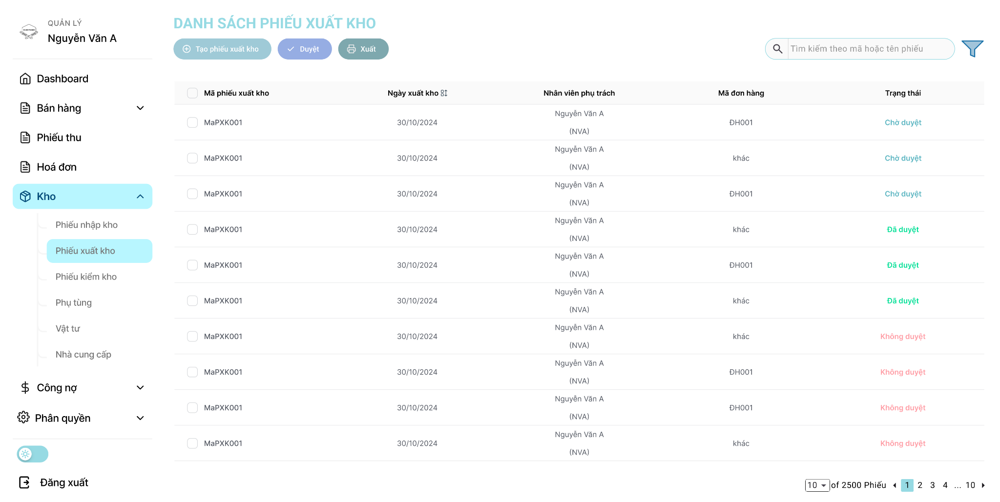 QUẢN LÝ
Nguyễn Văn A
Dashboard
Bán hàng
Phiếu thu
Hoá đơn
Kho
Phiếu nhập kho
Phiếu xuất kho
Phiếu kiểm kho
Phụ tùng
Vật tư
Nhà cung cấp
Công nợ
Phân quyền
Đăng xuất
DANH SÁCH PHIẾU XUẤT KHO
Tạo phiếu xuất kho Duyệt Xuất
Tìm kiếm theo mã hoặc tên phiếu
Mã phiếu xuất kho Ngày xuất kho Nhân viên phụ trách Mã đơn hàng Trạng thái
MaPXK001 30/10/2024 Nguyễn Văn A (NVA) ĐH001 Chờ duyệt
MaPXK001 30/10/2024 Nguyễn Văn A (NVA) khác Chờ duyệt
MaPXK001 30/10/2024 Nguyễn Văn A (NVA) ĐH001 Chờ duyệt
MaPXK001 30/10/2024 Nguyễn Văn A (NVA) khác Đã duyệt
MaPXK001 30/10/2024 Nguyễn Văn A (NVA) ĐH001 Đã duyệt
MaPXK001 30/10/2024 Nguyễn Văn A (NVA) khác Đã duyệt
MaPXK001 30/10/2024 Nguyễn Văn A (NVA) khác Không duyệt
MaPXK001 30/10/2024 Nguyễn Văn A (NVA) ĐH001 Không duyệt
MaPXK001 30/10/2024 Nguyễn Văn A (NVA) ĐH001 Không duyệt
MaPXK001 30/10/2024 Nguyễn Văn A (NVA) khác Không duyệt
10 of 2500 Phiếu 1 2 3 4 ... 10